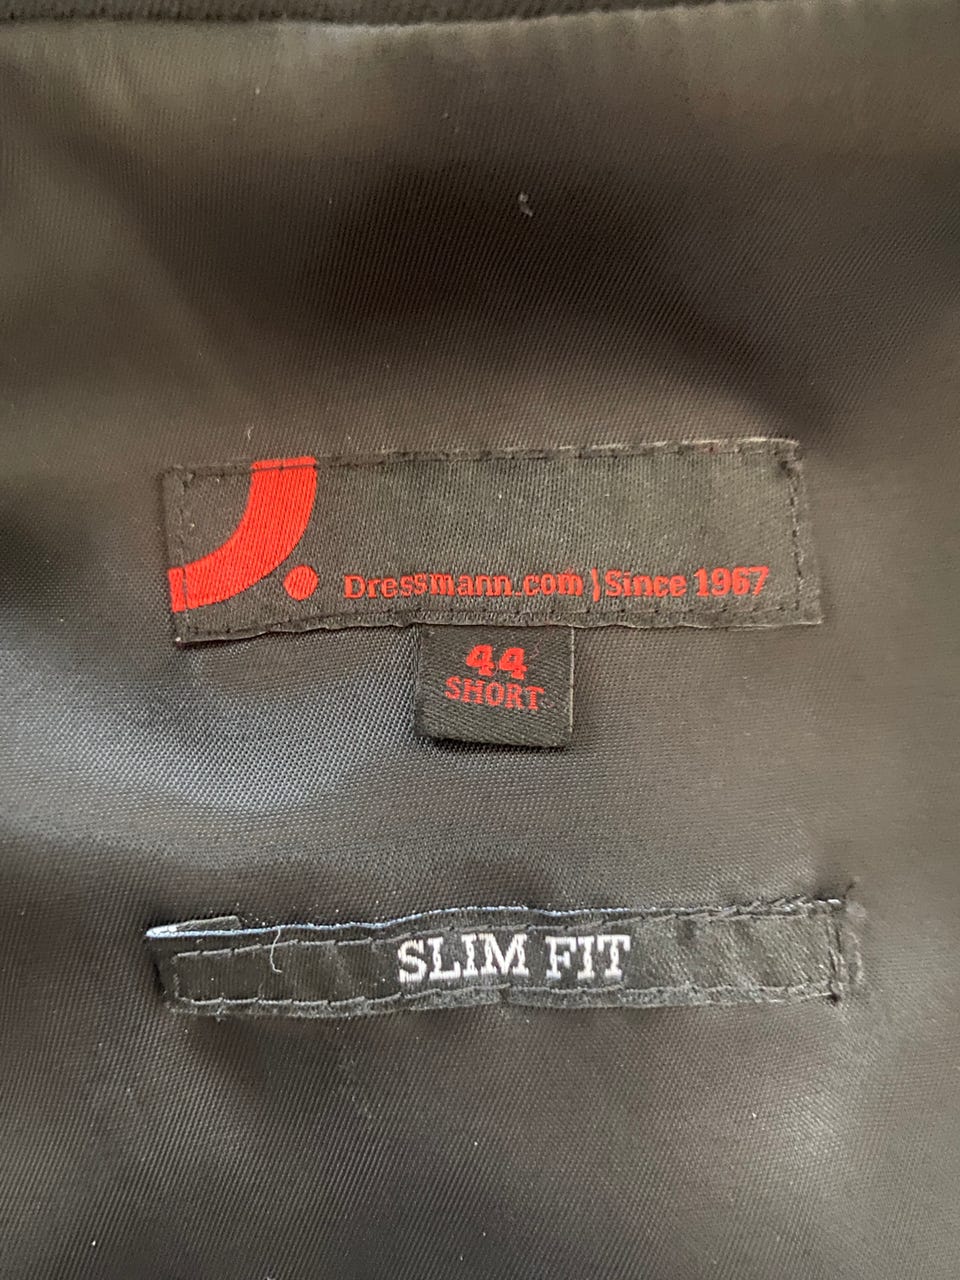 Dressmann.com | Since 1967
44
SHORT
SLIM FIT